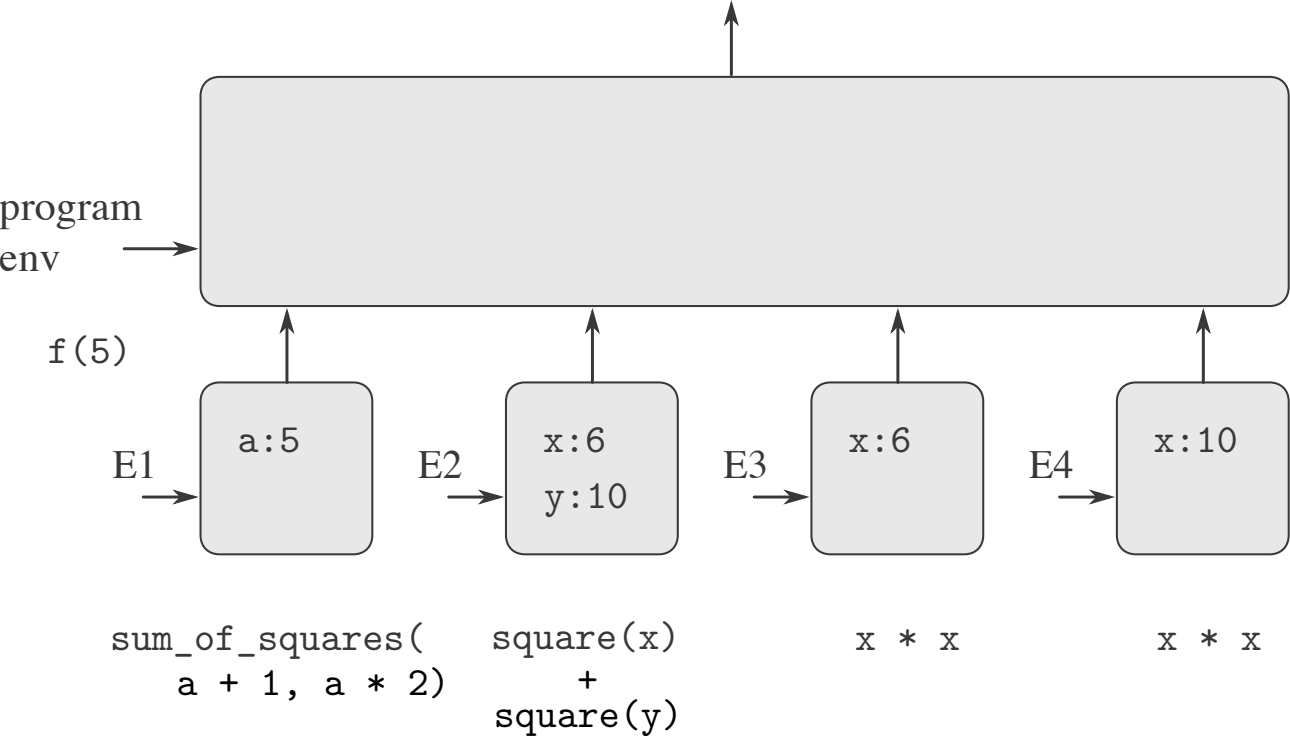 program
env
f(5)
E1
a:5
E2
x:6
y:10
E3
x:6
E4
x:10
sum_of_squares(
a + 1, a * 2)
square(x)
+
square(y)
x * x
x * x